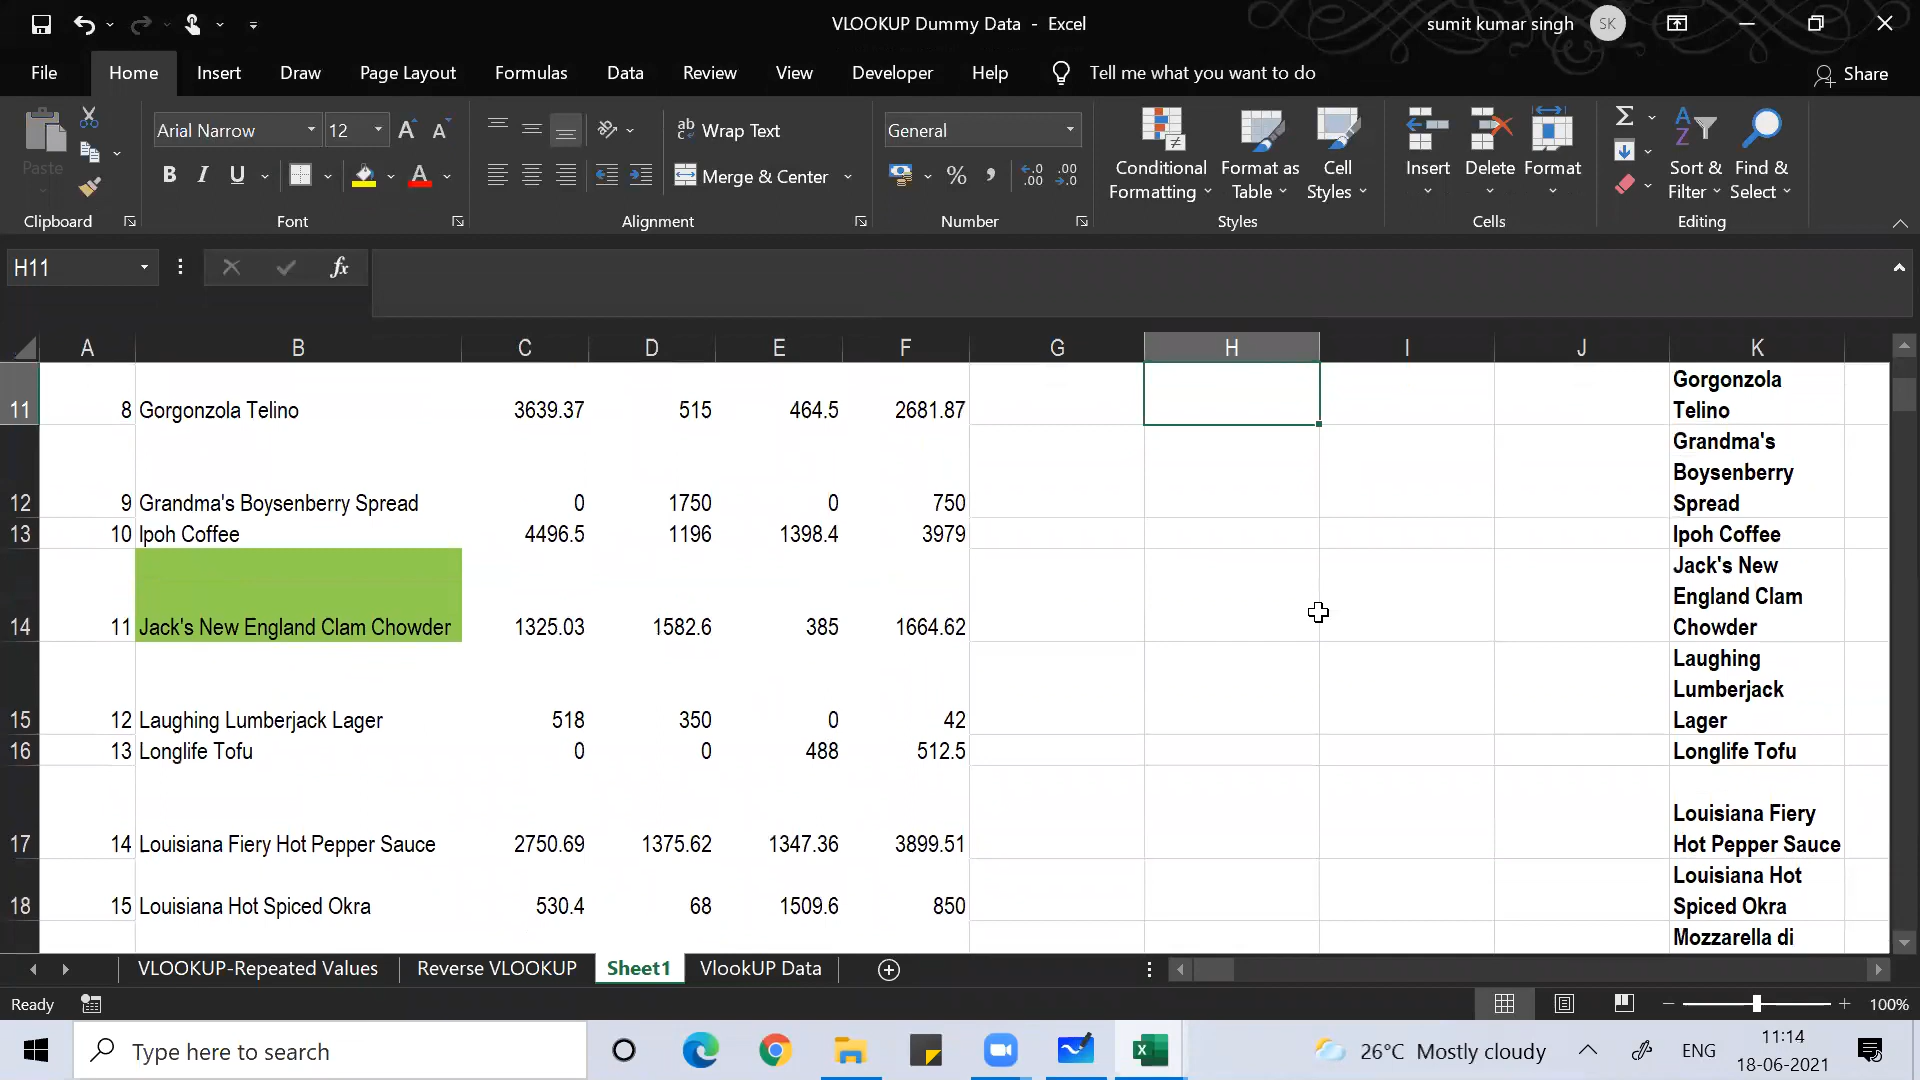 VLOOKUP Dummy Data - Excel
sumit kumar singh SK
File Home Insert Draw Page Layout Formulas Data Review View Developer Help Tell me what you want to do Share
Paste
Clipboard
Arial Narrow 12 A A
B I U A
Font
ab Wrap Text
Merge & Center
Alignment
General
% , .0 .00 .00 .0
Number
Conditional Formatting
Format as Table
Cell Styles
Styles
Insert Delete Format
Cells
Sort & Filter
Find & Select
Editing
H11 fx
A B C D E F G H I J K
11 8 Gorgonzola Telino 3639.37 515 464.5 2681.87 Gorgonzola Telino
12 9 Grandma's Boysenberry Spread 0 1750 0 750 Grandma's Boysenberry Spread
13 10 Ipoh Coffee 4496.5 1196 1398.4 3979 Ipoh Coffee
14 11 Jack's New England Clam Chowder 1325.03 1582.6 385 1664.62 Jack's New England Clam Chowder
15 12 Laughing Lumberjack Lager 518 350 0 42 Laughing Lumberjack Lager
16 13 Longlife Tofu 0 0 488 512.5 Longlife Tofu
17 14 Louisiana Fiery Hot Pepper Sauce 2750.69 1375.62 1347.36 3899.51 Louisiana Fiery Hot Pepper Sauce
18 15 Louisiana Hot Spiced Okra 530.4 68 1509.6 850 Louisiana Hot Spiced Okra
Mozzarella di
VLOOKUP-Repeated Values Reverse VLOOKUP Sheet1 VlookUP Data
Ready 100%
Type here to search
26°C Mostly cloudy ENG
11:14
18-06-2021